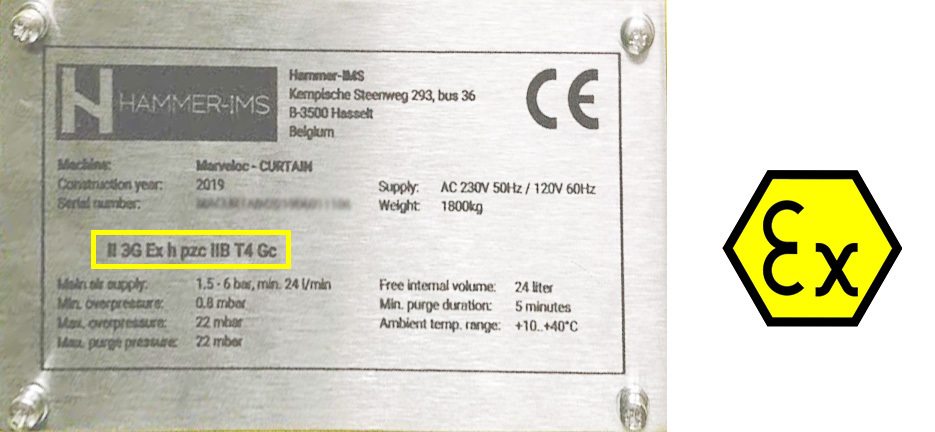 HAMMER-IMS
Hammer-IMS
Kempische Steenweg 293, bus 36
B-3500 Hasselt
Belgium
CE
Machine: Marveloc - CURTAIN
Construction year: 2019
Serial number:
Supply: AC 230V 50Hz / 120V 60Hz
Weight: 1800kg
II 3G Ex h pzc IIB T4 Gc
Main air supply: 1.5 - 6 bar, min. 24 l/min
Min. overpressure: 0.8 mbar
Max. overpressure: 22 mbar
Max. purge pressure: 22 mbar
Free internal volume: 24 liter
Min. purge duration: 5 minutes
Ambient temp. range: +10..+40°C
Ex